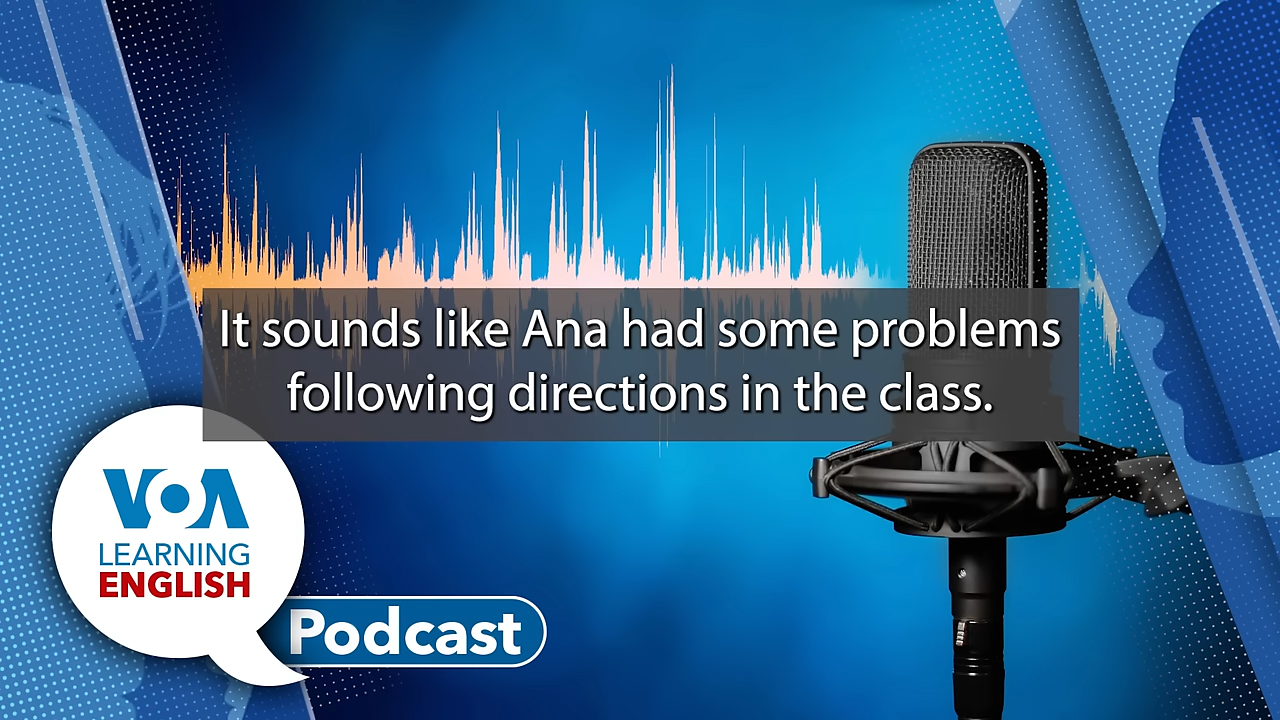 It sounds like Ana had some problems
following directions in the class.
VOA
LEARNING
ENGLISH
Podcast